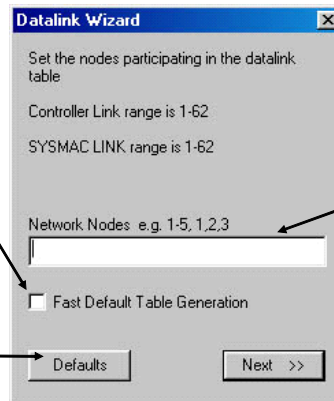 Datalink Wizard
Set the nodes participating in the datalink
table
Controller Link range is 1-62
SYSMAC LINK range is 1-62
Network Nodes e.g. 1-5, 1,2,3
Fast Default Table Generation
Defaults
Next >>